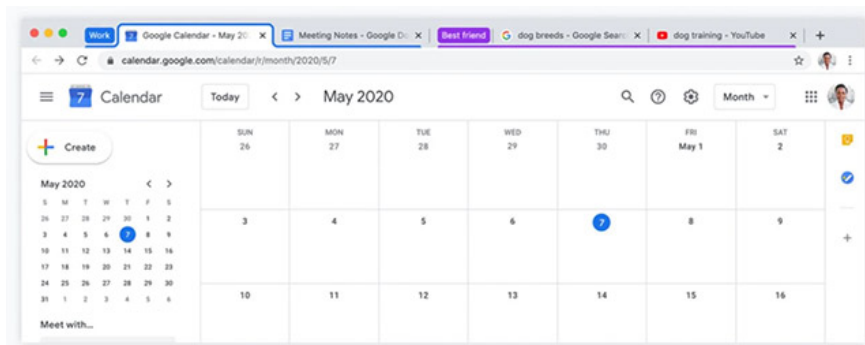 Work
Google Calendar - May 20
Meeting Notes - Google Do
Best friend
dog breeds - Google Sear
dog training - YouTube
calendar.google.com/calendar/r/month/2020/5/7
7 Calendar
Today
May 2020
Month
Create
May 2020
S M T W T F S
26 27 28 29 30 1 2
3 4 5 6 7 8 9
10 11 12 13 14 15 16
17 18 19 20 21 22 23
24 25 26 27 28 29 30
31 1 2 3 4 5 6
Meet with...
SUN MON TUE WED THU FRI SAT
26 27 28 29 30 May 1 2
3 4 5 6 7 8 9
10 11 12 13 14 15 16